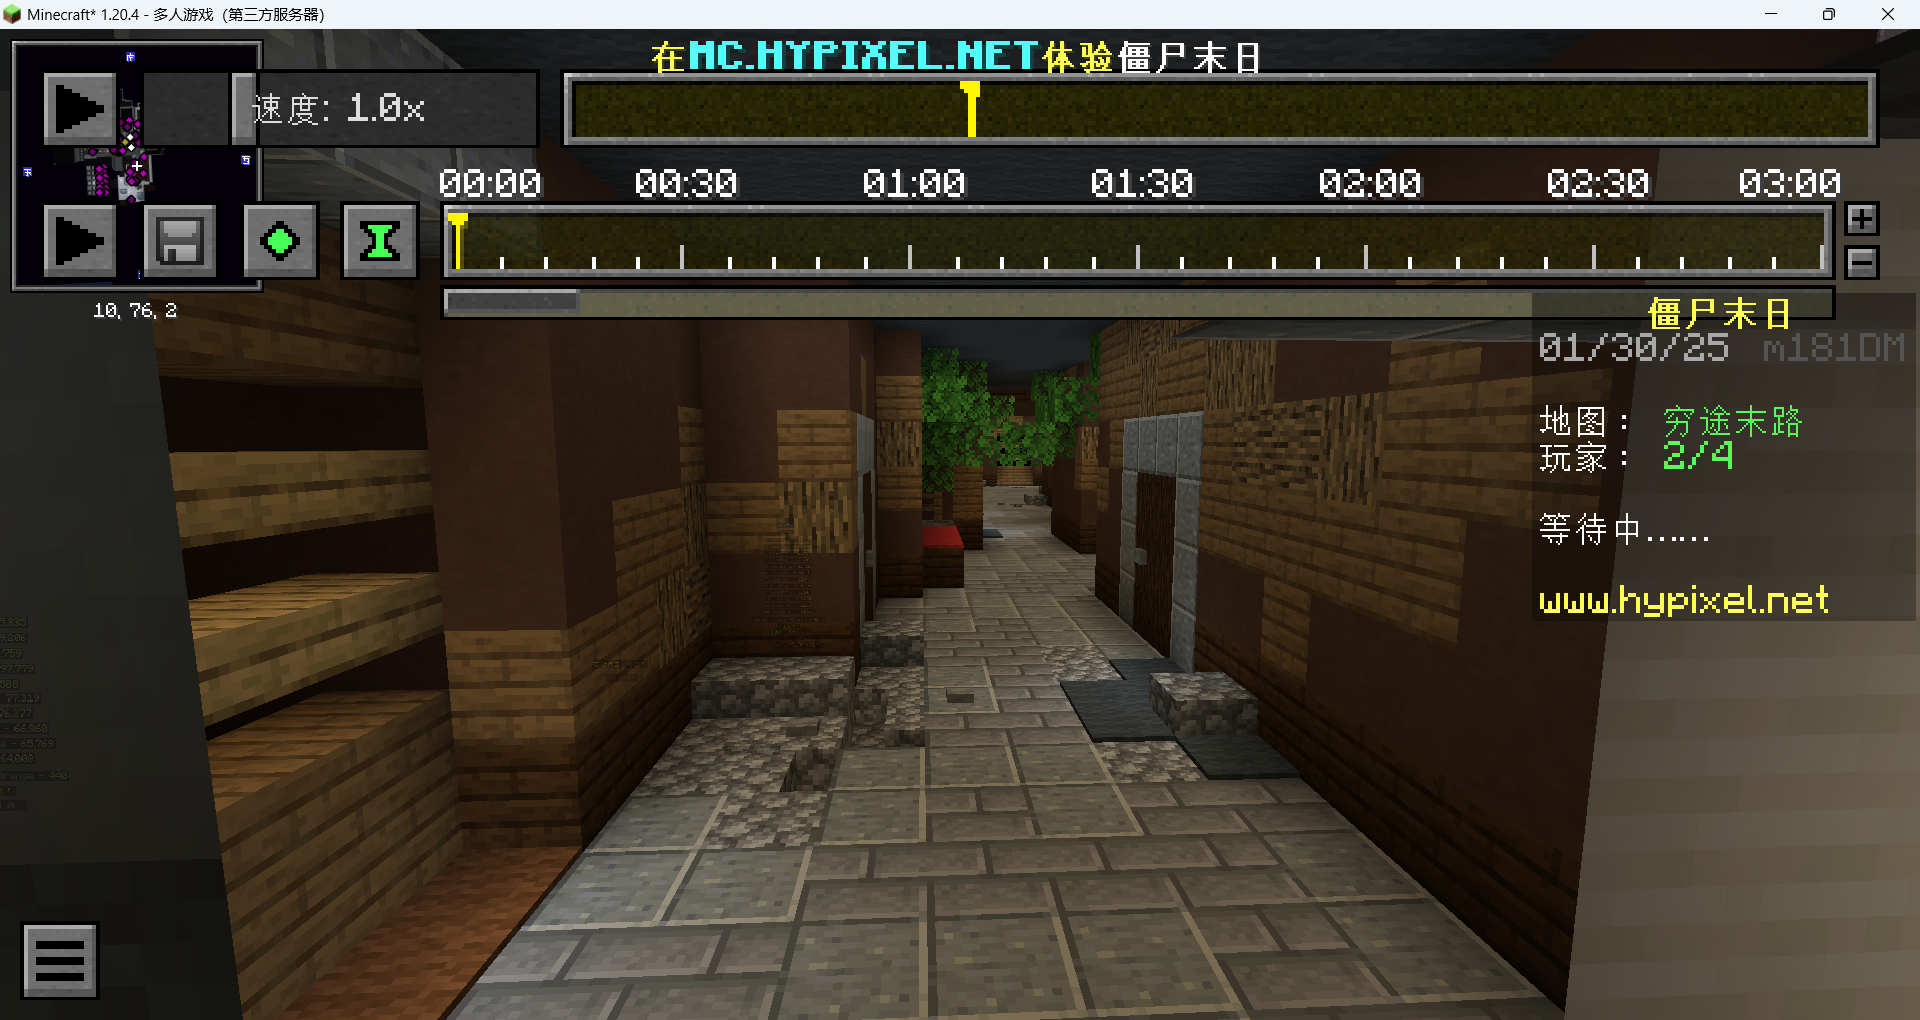 Minecraft* 1.20.4 - 多人游戏（第三方服务器）
在MC.HYPIXEL.NET体验僵尸末日
速度: 1.0x
00:00 00:30 01:00 01:30 02:00 02:30 03:00
10, 76, 2
僵尸末日
01/30/25 m181DM
地图： 穷途末路
玩家： 2/4
等待中......
www.hypixel.net